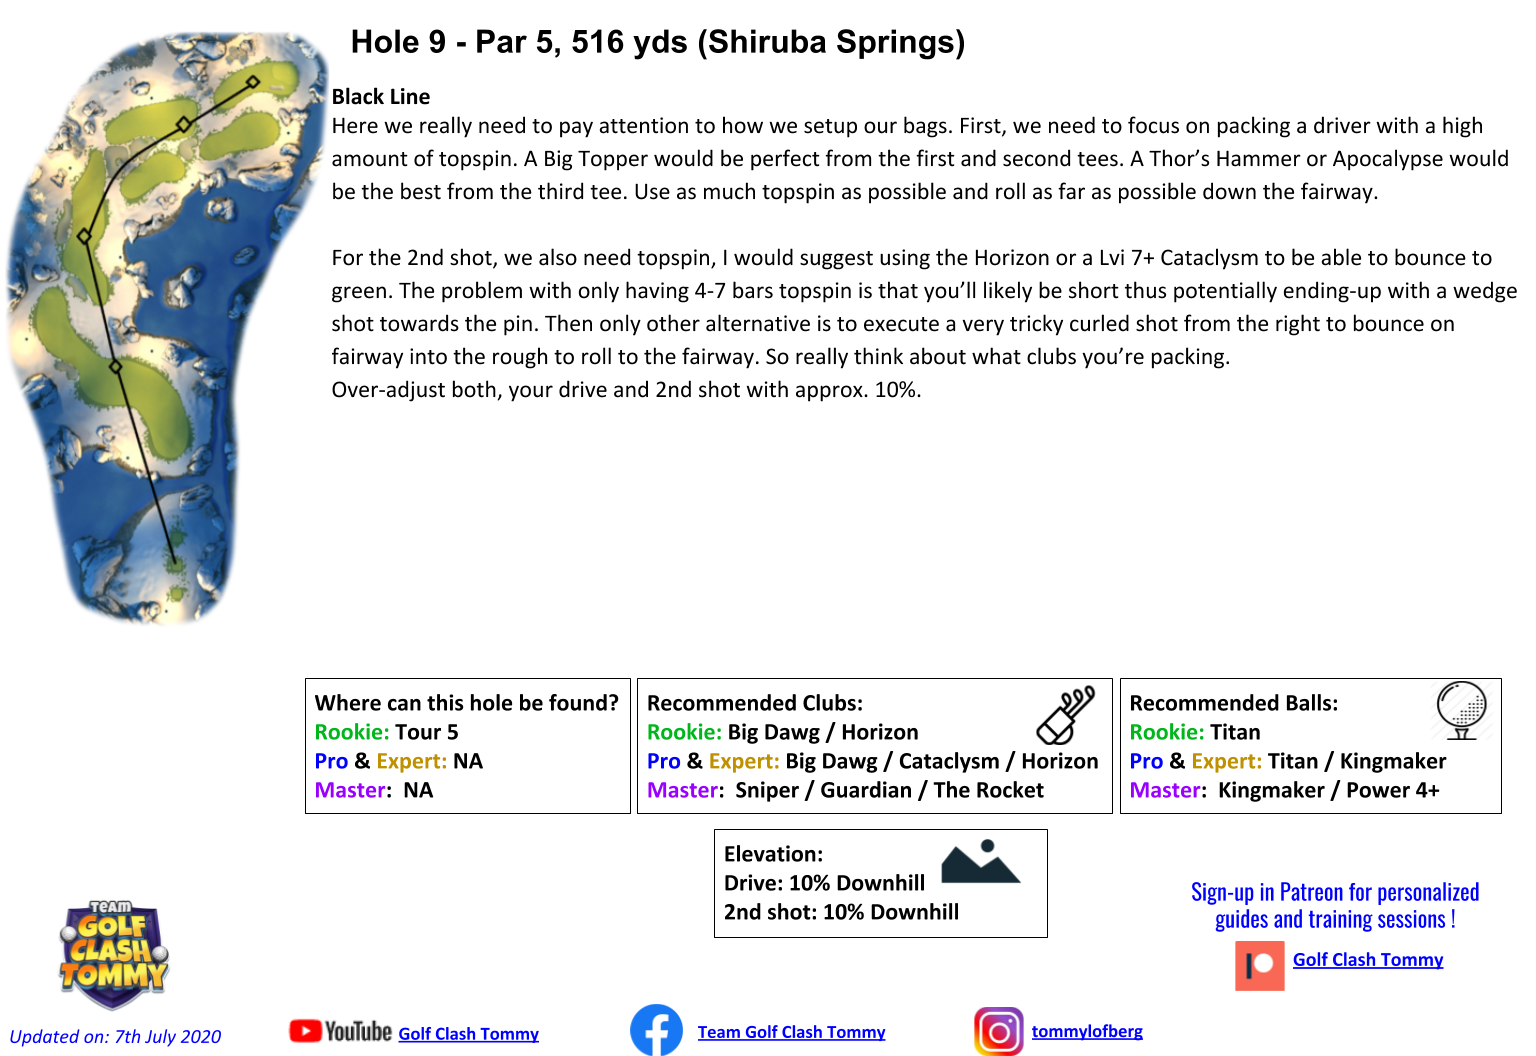 Hole 9 - Par 5, 516 yds (Shiruba Springs)
Black Line
Here we really need to pay attention to how we setup our bags. First, we need to focus on packing a driver with a high
amount of topspin. A Big Topper would be perfect from the first and second tees. A Thor's Hammer or Apocalypse would
be the best from the third tee. Use as much topspin as possible and roll as far as possible down the fairway.
For the 2nd shot, we also need topspin, I would suggest using the Horizon or a Lvi 7+ Cataclysm to be able to bounce to
green. The problem with only having 4-7 bars topspin is that you'll likely be short thus potentially ending-up with a wedge
shot towards the pin. Then only other alternative is to execute a very tricky curled shot from the right to bounce on
fairway into the rough to roll to the fairway. So really think about what clubs you're packing.
Over-adjust both, your drive and 2nd shot with approx. 10%.
Where can this hole be found?
Rookie: Tour 5
Pro & Expert: NA
Master: NA
Recommended Clubs:
Rookie: Big Dawg / Horizon
Pro & Expert: Big Dawg / Cataclysm / Horizon
Master: Sniper / Guardian / The Rocket
Recommended Balls:
Rookie: Titan
Pro & Expert: Titan / Kingmaker
Master: Kingmaker / Power 4+
Elevation:
Drive: 10% Downhill
2nd shot: 10% Downhill
Sign-up in Patreon for personalized
guides and training sessions !
Golf Clash Tommy
TEAM
GOLF
CLASH
TOMMY
Updated on: 7th July 2020
YouTube Golf Clash Tommy
Team Golf Clash Tommy
tommylofberg